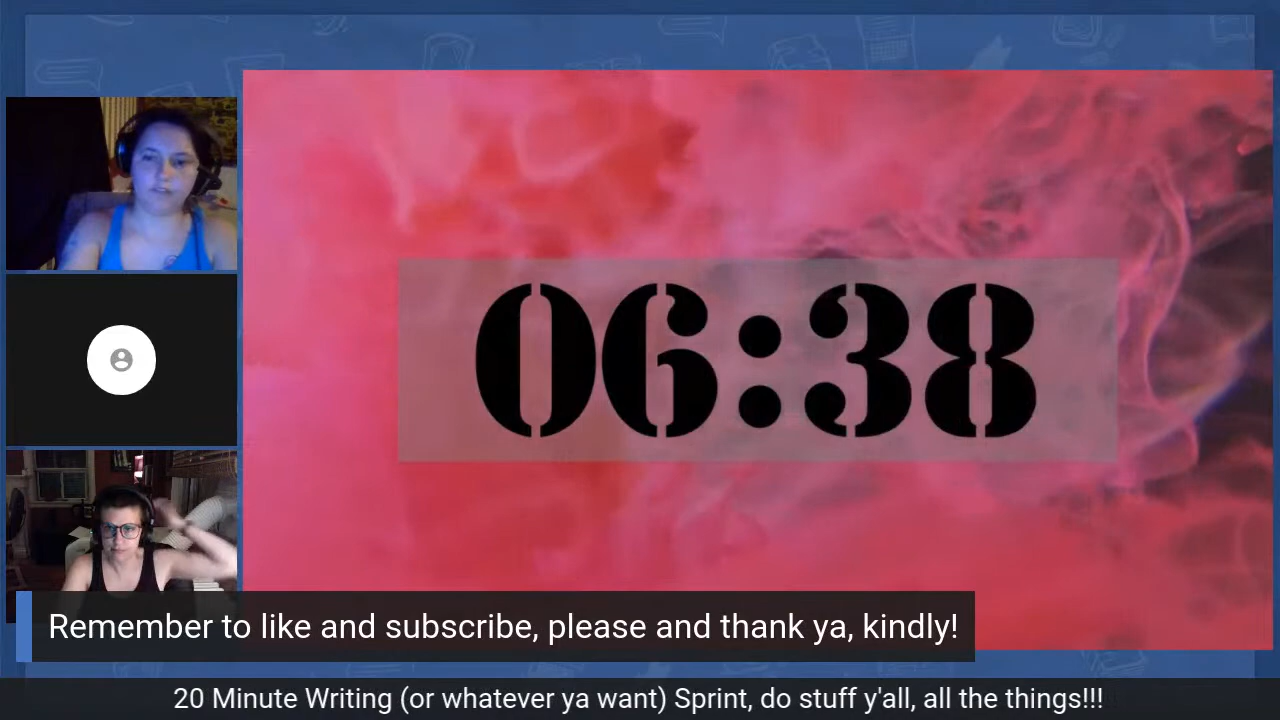 06:38
Remember to like and subscribe, please and thank ya, kindly!
20 Minute Writing (or whatever ya want) Sprint, do stuff y'all, all the things!!!